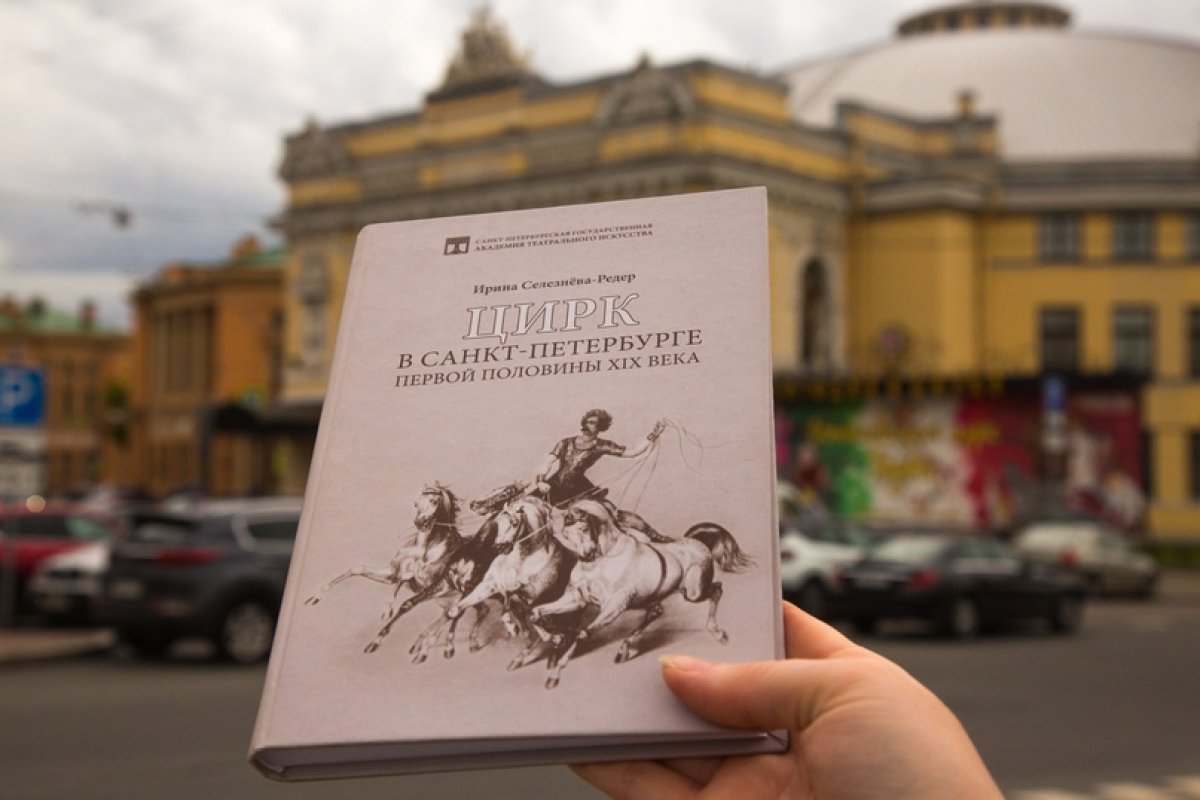 САНКТ-ПЕТЕРБУРГСКАЯ ГОСУДАРСТВЕННАЯ
АКАДЕМИЯ ТЕАТРАЛЬНОГО ИСКУССТВА
Ирина Селезнёва-Редер
ЦИРК
В САНКТ-ПЕТЕРБУРГЕ
ПЕРВОЙ ПОЛОВИНЫ XIX ВЕКА
P